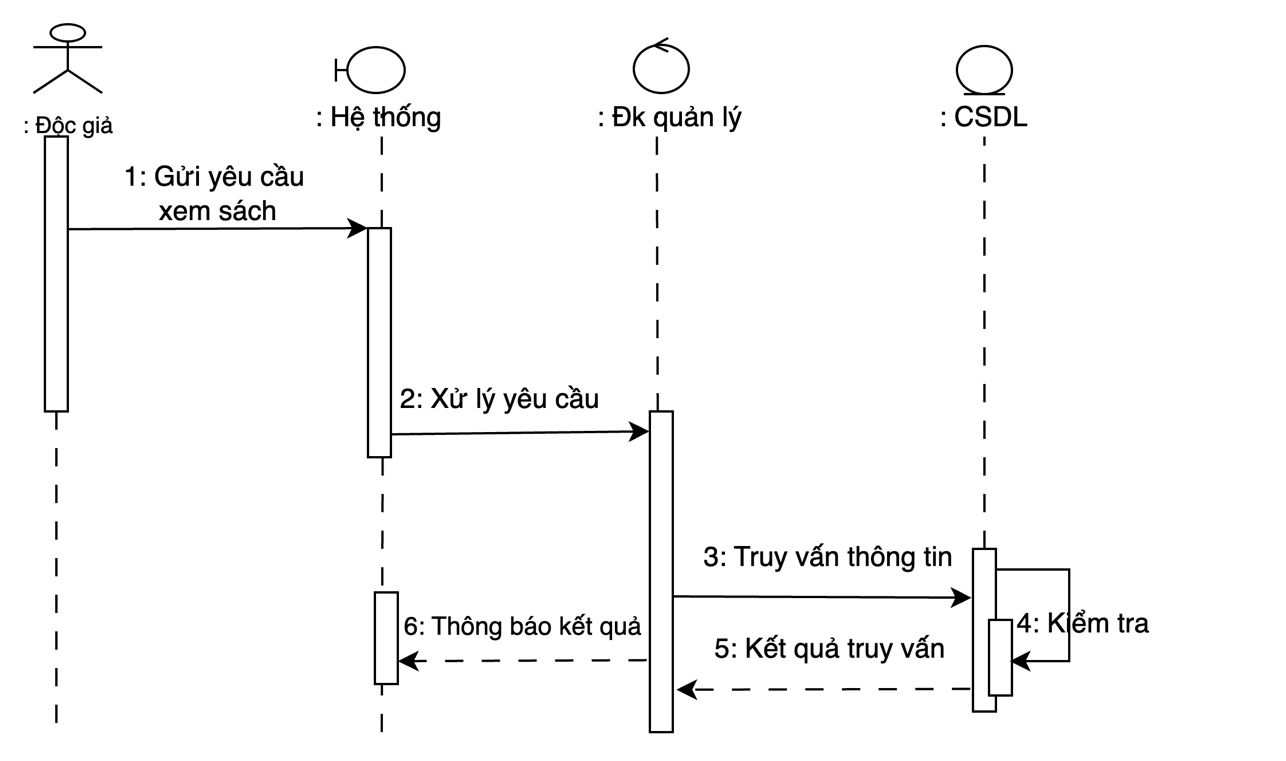 : Độc giả
: Hệ thống
: Đk quản lý
: CSDL
1: Gửi yêu cầu
xem sách
2: Xử lý yêu cầu
3: Truy vấn thông tin
4: Kiểm tra
6: Thông báo kết quả
5: Kết quả truy vấn